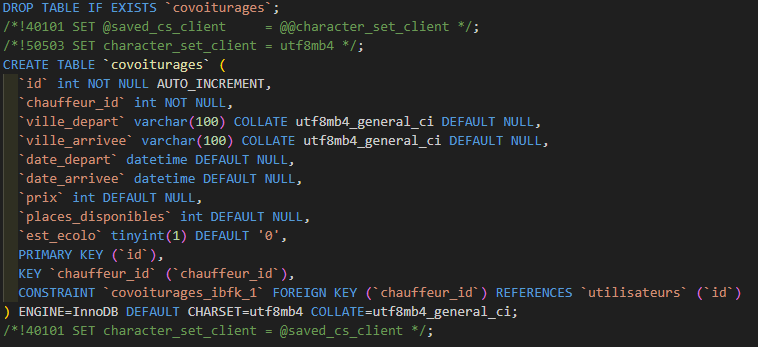 DROP TABLE IF EXISTS `covoiturages`;
/*!40101 SET @saved_cs_client     = @@character_set_client */;
/*!50503 SET character_set_client = utf8mb4 */;
CREATE TABLE `covoiturages` (
  `id` int NOT NULL AUTO_INCREMENT,
  `chauffeur_id` int NOT NULL,
  `ville_depart` varchar(100) COLLATE utf8mb4_general_ci DEFAULT NULL,
  `ville_arrivee` varchar(100) COLLATE utf8mb4_general_ci DEFAULT NULL,
  `date_depart` datetime DEFAULT NULL,
  `date_arrivee` datetime DEFAULT NULL,
  `prix` int DEFAULT NULL,
  `places_disponibles` int DEFAULT NULL,
  `est_ecolo` tinyint(1) DEFAULT '0',
  PRIMARY KEY (`id`),
  KEY `chauffeur_id` (`chauffeur_id`),
  CONSTRAINT `covoiturages_ibfk_1` FOREIGN KEY (`chauffeur_id`) REFERENCES `utilisateurs` (`id`)
) ENGINE=InnoDB DEFAULT CHARSET=utf8mb4 COLLATE=utf8mb4_general_ci;
/*!40101 SET character_set_client = @saved_cs_client */;